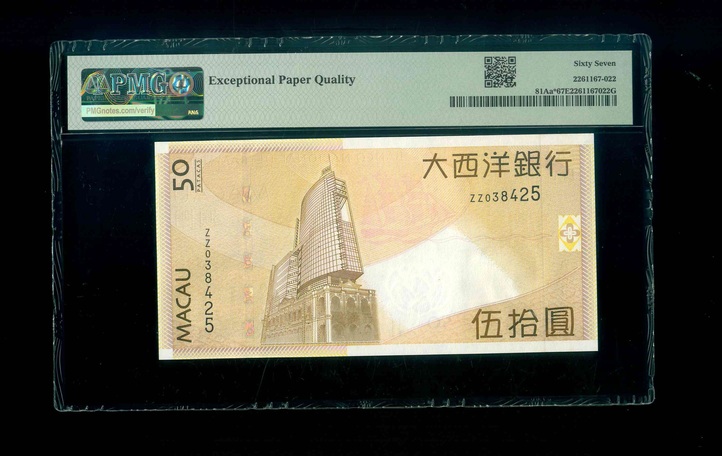 PMG
PMGnotes.com/verify
ANA
Exceptional Paper Quality
Sixty Seven
2261167-022
81Aa*67E2261167022G
50
PATACAS
大西洋銀行
ZZ038425
ZZ038425
MACAU
伍拾圓